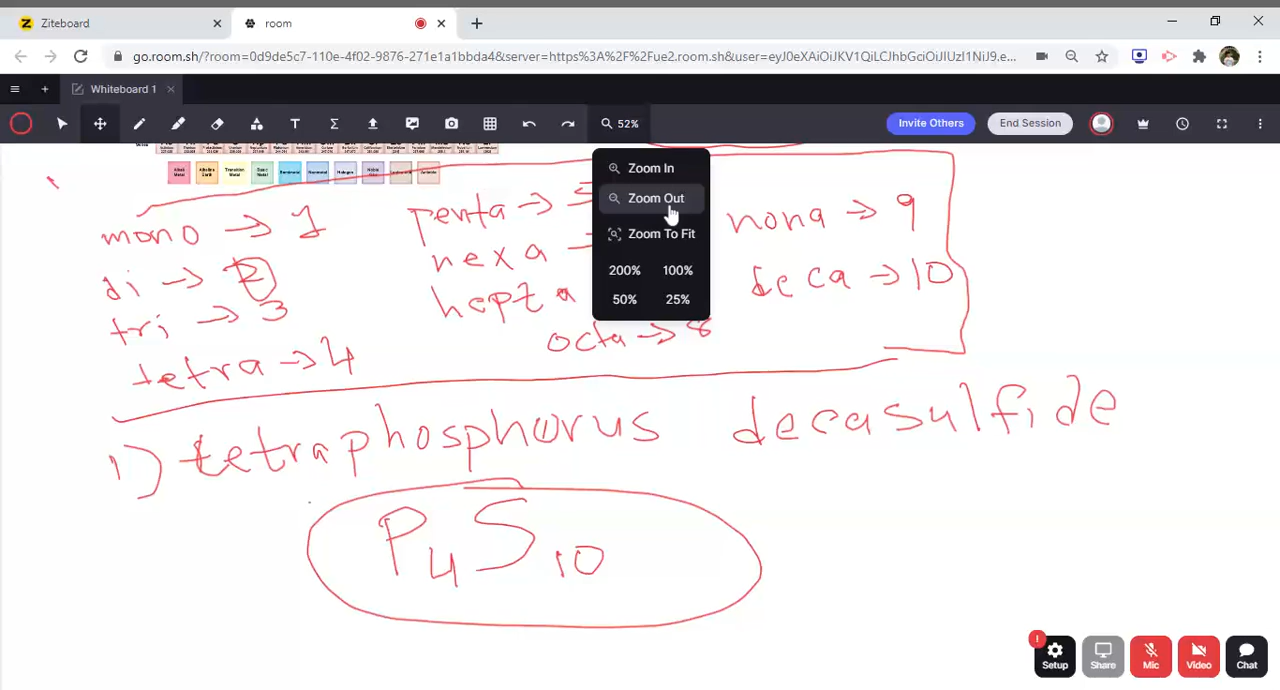 Ziteboard
room
go.room.sh/?room=0d9de5c7-110e-4f02-9876-271e1a1bbda4&server=https%3A%2F%2Fue2.room.sh&user=eyJ0eXAiOiJKV1QiLCJhbGciOiJIUzI1NiJ9.e...
Whiteboard 1
52%
Invite Others
End Session
Zoom In
Zoom Out
Zoom To Fit
200% 100%
50% 25%
mono → 1 penta → 5 nona → 9
di → 2 hexa → deca → 10
tri → 3 hepta
tetra → 4 octa → 8
1) tetraphosphorus decasulfide
P4S10
! Setup Share Mic Video Chat